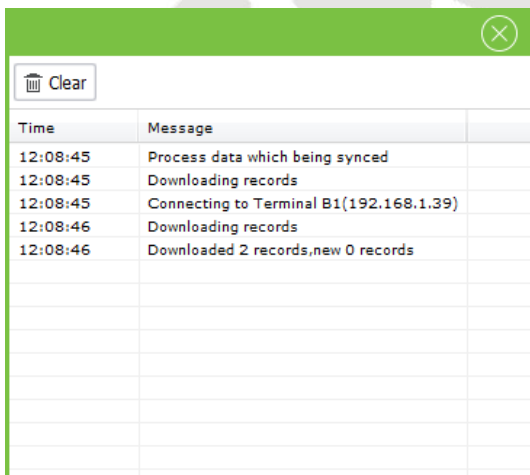 Clear
Time Message
12:08:45 Process data which being synced
12:08:45 Downloading records
12:08:45 Connecting to Terminal B1(192.168.1.39)
12:08:46 Downloading records
12:08:46 Downloaded 2 records,new 0 records